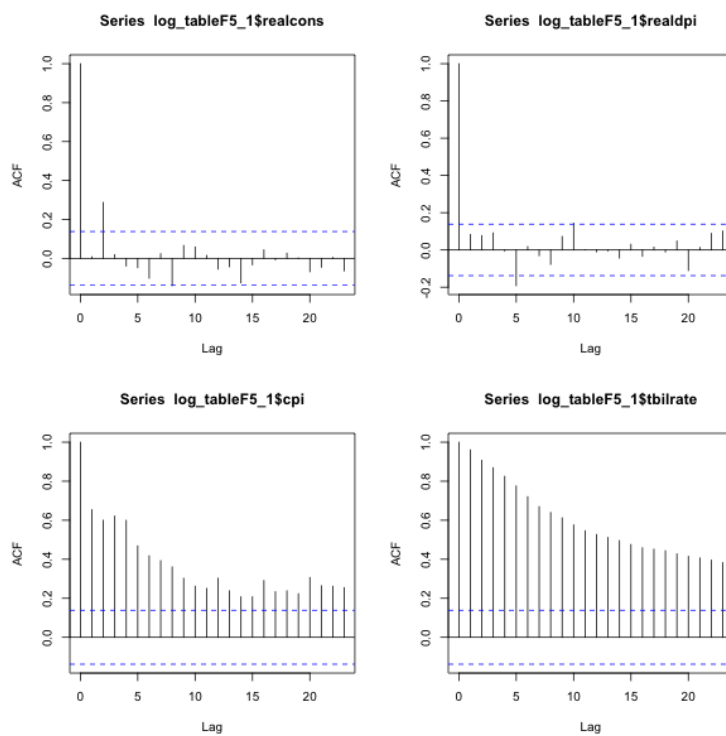 Series log_tableF5_1$realcons
ACF
1.0
0.8
0.6
0.4
0.2
0.0
0 5 10 15 20
Lag
Series log_tableF5_1$realdpi
ACF
1.0
0.8
0.6
0.4
0.2
0.0
-0.2
0 5 10 15 20
Lag
Series log_tableF5_1$cpi
ACF
1.0
0.8
0.6
0.4
0.2
0.0
0 5 10 15 20
Lag
Series log_tableF5_1$tbilrate
ACF
1.0
0.8
0.6
0.4
0.2
0.0
0 5 10 15 20
Lag